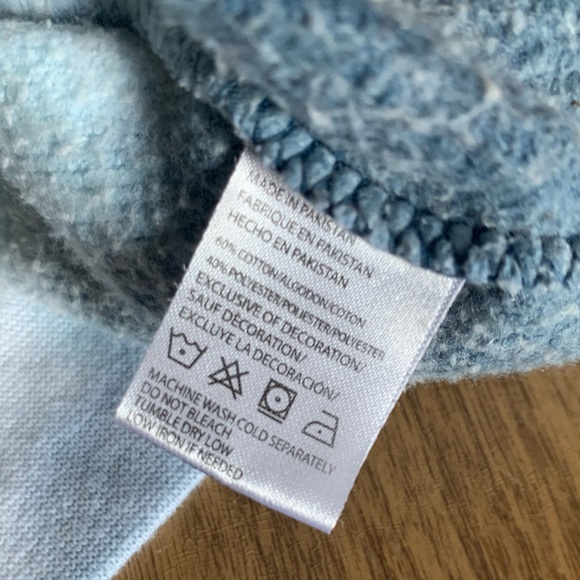 MADE IN PAKISTAN
FABRIQUE EN PAKISTAN
HECHO EN PAKISTAN
60% COTTON/ALGODON/COTON
40% POLYESTER/POLIESTER/POLYESTER
EXCLUSIVE OF DECORATION/
SAUF DÉCORATION/
EXCLUYE LA DECORACIÓN/
MACHINE WASH COLD SEPARATELY
DO NOT BLEACH
TUMBLE DRY LOW
LOW IRON IF NEEDED